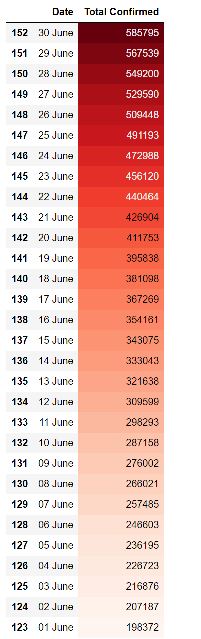 Date Total Confirmed
152 30 June 585795
151 29 June 567539
150 28 June 549200
149 27 June 529590
148 26 June 509448
147 25 June 491193
146 24 June 472988
145 23 June 456120
144 22 June 440464
143 21 June 426904
142 20 June 411753
141 19 June 395838
140 18 June 381098
139 17 June 367269
138 16 June 354161
137 15 June 343075
136 14 June 333043
135 13 June 321638
134 12 June 309599
133 11 June 298293
132 10 June 287158
131 09 June 276002
130 08 June 266021
129 07 June 257485
128 06 June 246603
127 05 June 236195
126 04 June 226723
125 03 June 216876
124 02 June 207187
123 01 June 198372